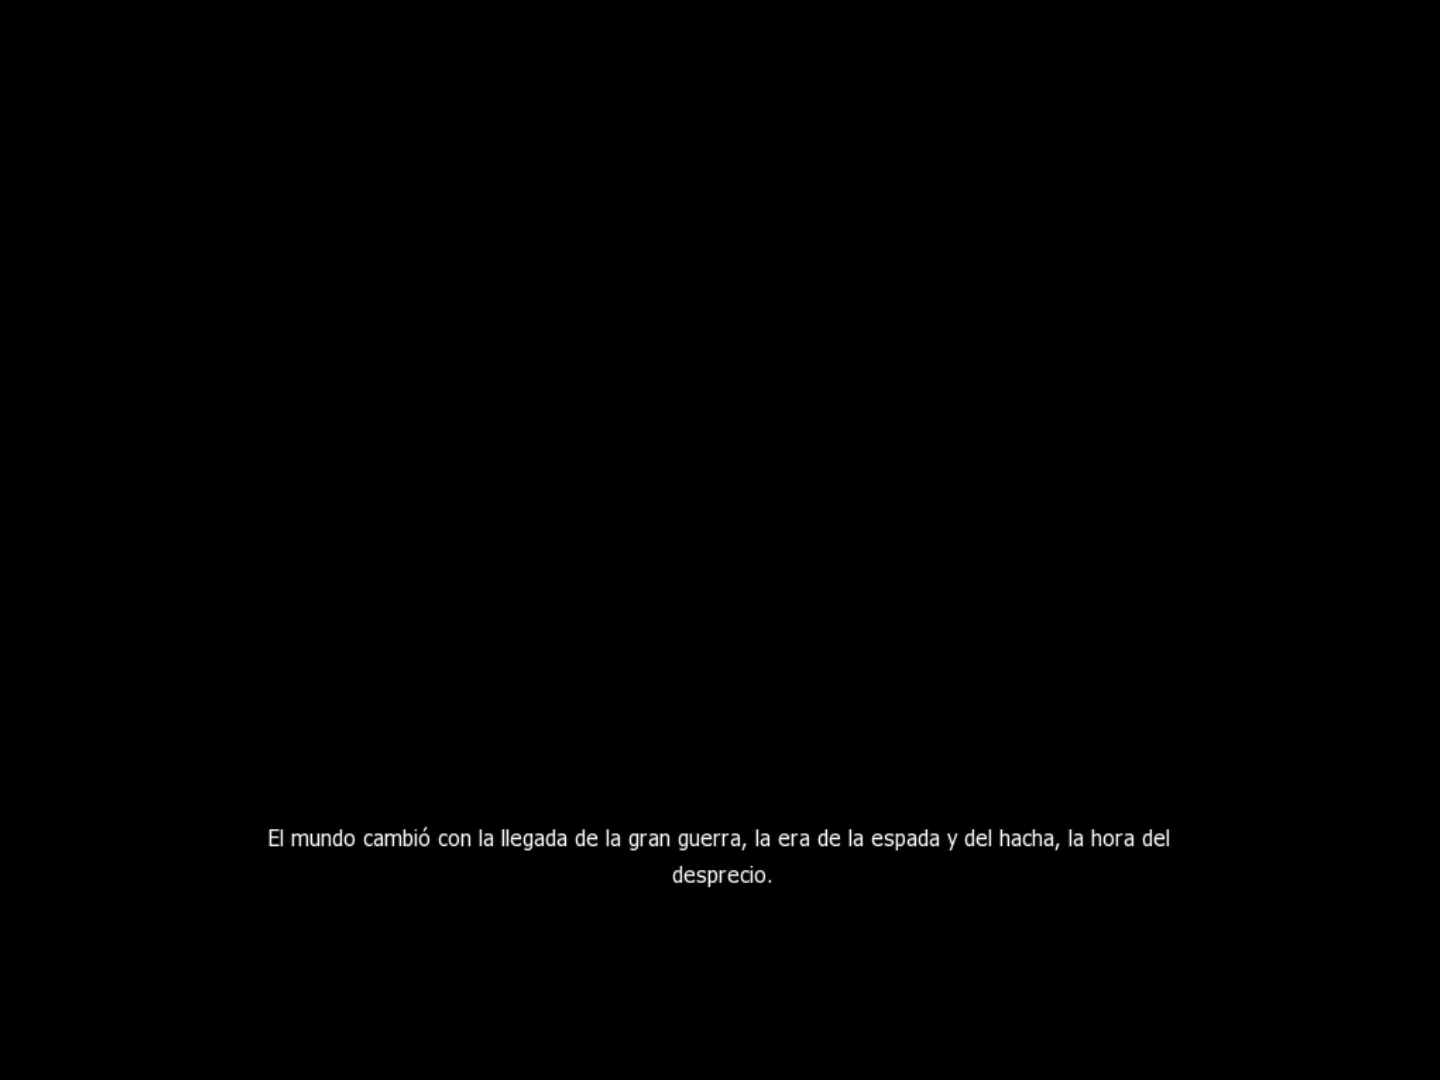 El mundo cambió con la llegada de la gran guerra, la era de la espada y del hacha, la hora del
desprecio.